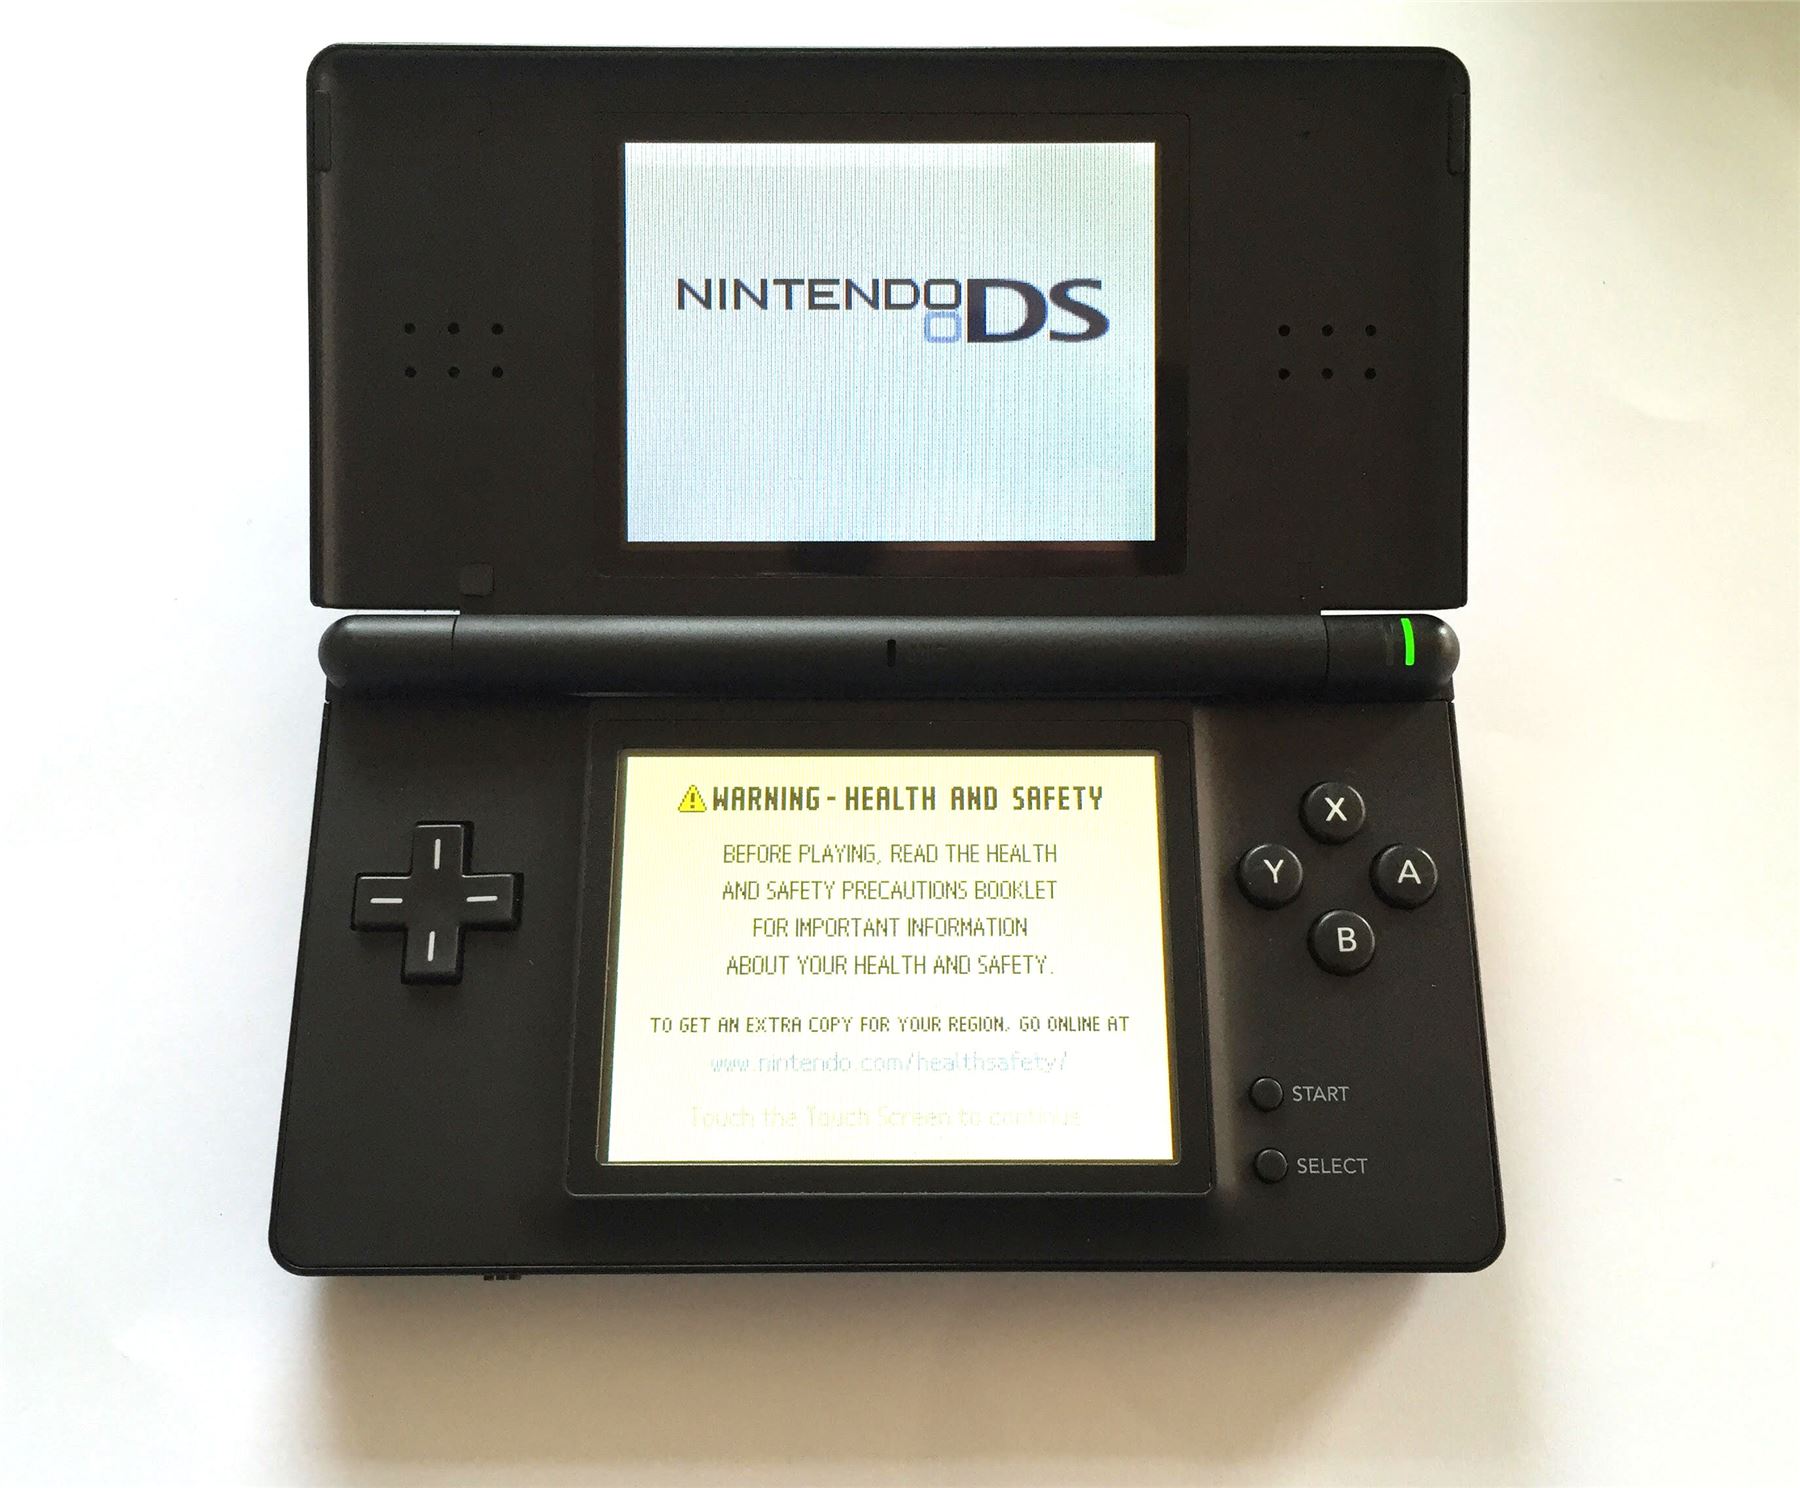 NINTENDO DS
WARNING - HEALTH AND SAFETY
BEFORE PLAYING, READ THE HEALTH
AND SAFETY PRECAUTIONS BOOKLET
FOR IMPORTANT INFORMATION
ABOUT YOUR HEALTH AND SAFETY.
TO GET AN EXTRA COPY FOR YOUR REGION, GO ONLINE AT
www.nintendo.com/healthsafety/
Touch the Touch Screen to continue
X
Y
A
B
START
SELECT